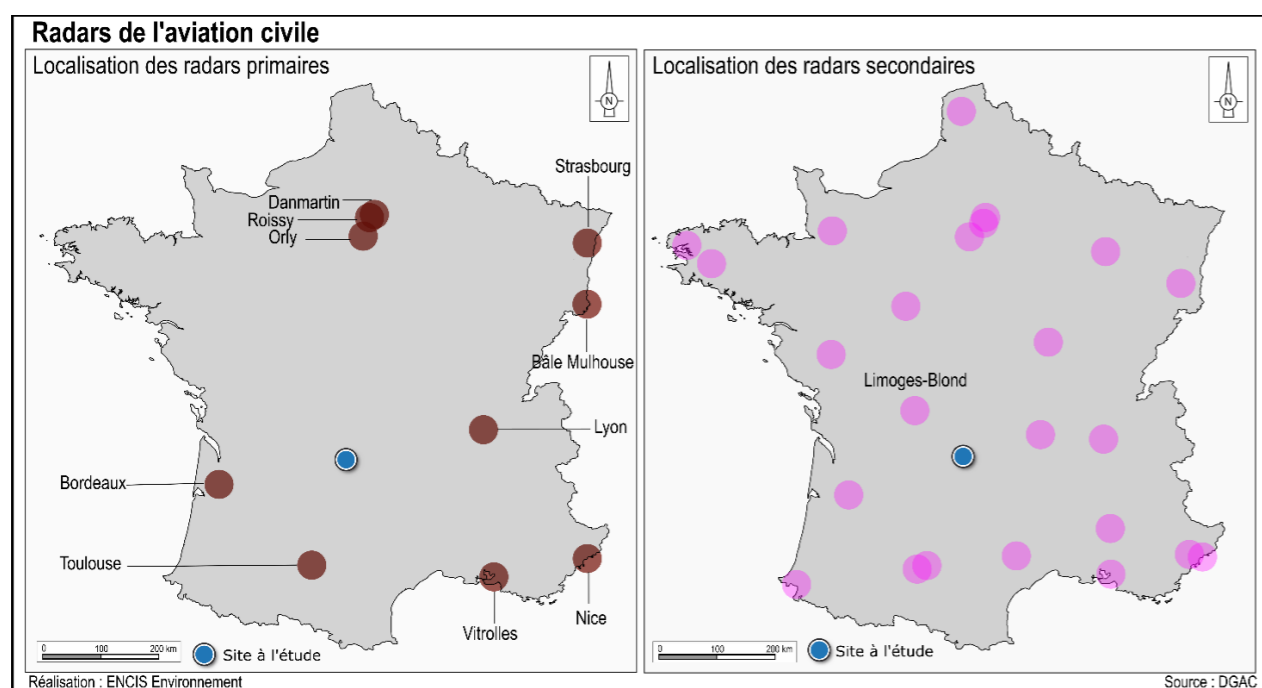 Radars de l'aviation civile
Localisation des radars primaires
N
Strasbourg
Danmartin
Roissy
Orly
Bâle Mulhouse
Lyon
Bordeaux
Toulouse
Nice
Vitrolles
0 100 200 km
Site à l'étude
Localisation des radars secondaires
N
Limoges-Blond
0 100 200 km
Site à l'étude
Réalisation : ENCIS Environnement
Source : DGAC